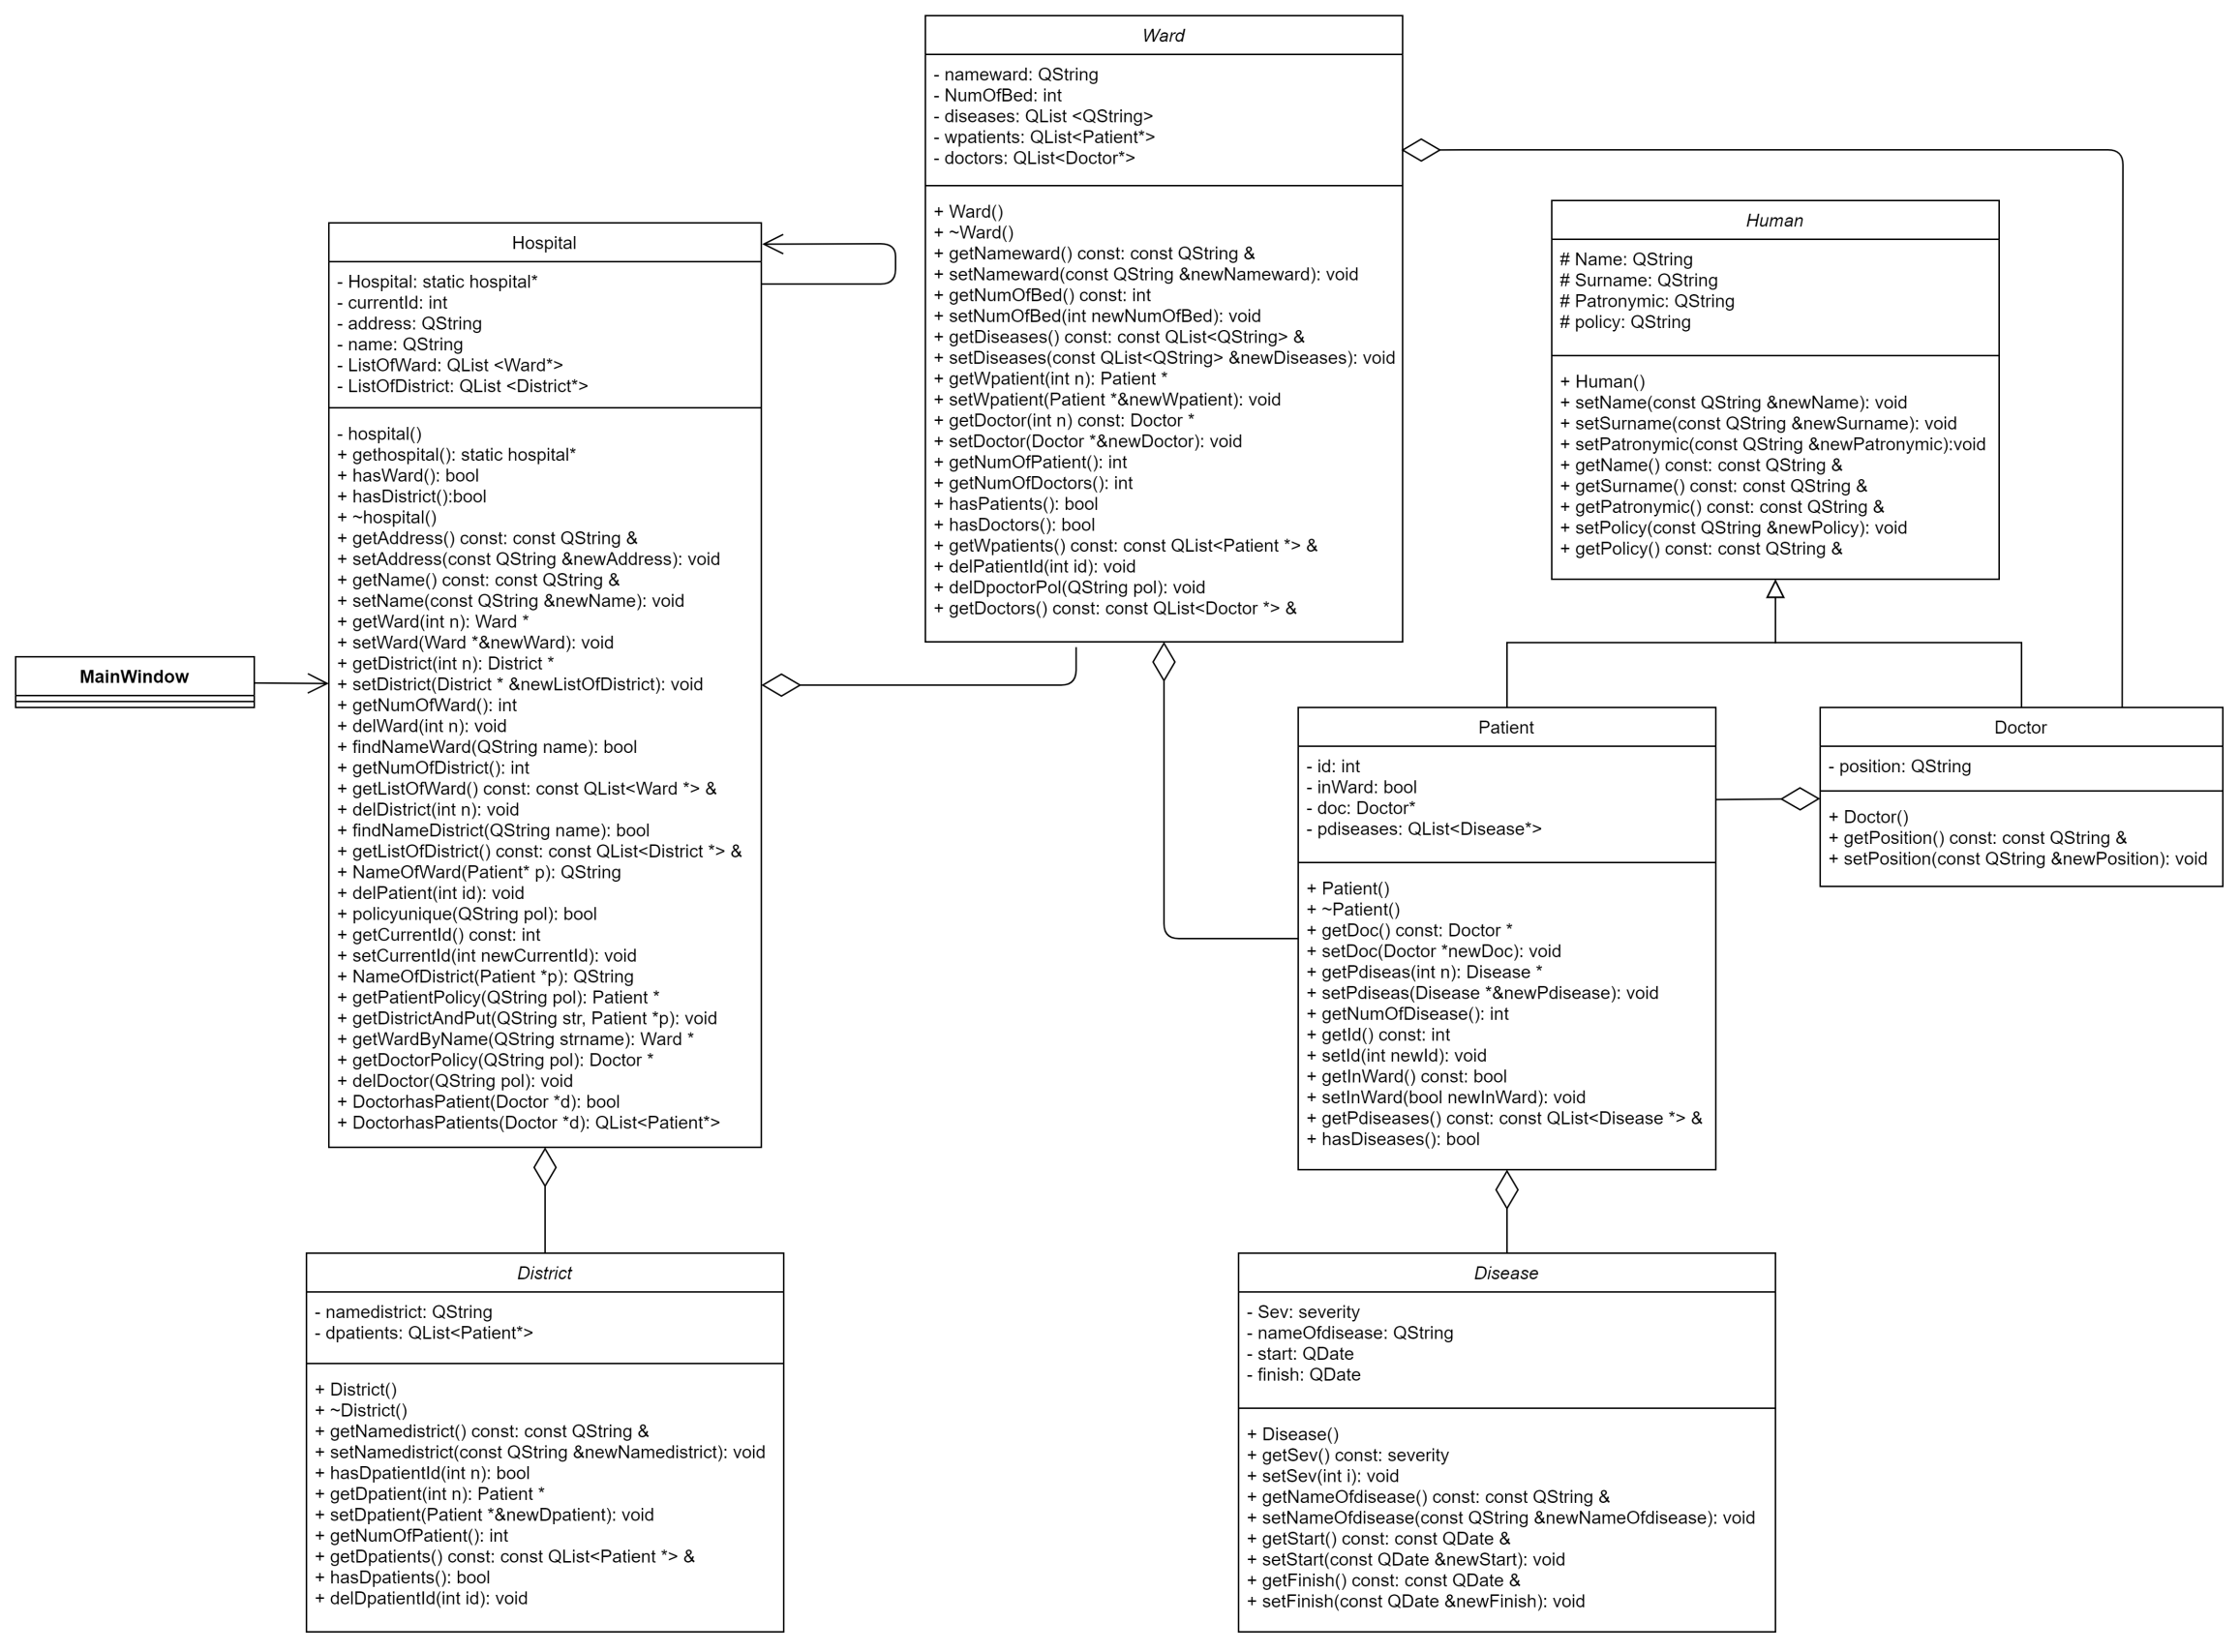 Ward
- nameward: QString
- NumOfBed: int
- diseases: QList <QString>
- wpatients: QList<Patient*>
- doctors: QList<Doctor*>
+ Ward()
+ ~Ward()
+ getNameward() const: const QString &
+ setNameward(const QString &newNameward): void
+ getNumOfBed() const: int
+ setNumOfBed(int newNumOfBed): void
+ getDiseases() const: const QList<QString> &
+ setDiseases(const QList<QString> &newDiseases): void
+ getWpatient(int n): Patient *
+ setWpatient(Patient *&newWpatient): void
+ getDoctor(int n) const: Doctor *
+ setDoctor(Doctor *&newDoctor): void
+ getNumOfPatient(): int
+ getNumOfDoctors(): int
+ hasPatients(): bool
+ hasDoctors(): bool
+ getWpatients() const: const QList<Patient *> &
+ delPatientId(int id): void
+ delDpoctorPol(QString pol): void
+ getDoctors() const: const QList<Doctor *> &
Human
# Name: QString
# Surname: QString
# Patronymic: QString
# policy: QString
+ Human()
+ setName(const QString &newName): void
+ setSurname(const QString &newSurname): void
+ setPatronymic(const QString &newPatronymic):void
+ getName() const: const QString &
+ getSurname() const: const QString &
+ getPatronymic() const: const QString &
+ setPolicy(const QString &newPolicy): void
+ getPolicy() const: const QString &
Hospital
- Hospital: static hospital*
- currentId: int
- address: QString
- name: QString
- ListOfWard: QList <Ward*>
- ListOfDistrict: QList <District*>
- hospital()
+ gethospital(): static hospital*
+ hasWard(): bool
+ hasDistrict():bool
+ ~hospital()
+ getAddress() const: const QString &
+ setAddress(const QString &newAddress): void
+ getName() const: const QString &
+ setName(const QString &newName): void
+ getWard(int n): Ward *
+ setWard(Ward *&newWard): void
+ getDistrict(int n): District *
+ setDistrict(District * &newListOfDistrict): void
+ getNumOfWard(): int
+ delWard(int n): void
+ findNameWard(QString name): bool
+ getNumOfDistrict(): int
+ getListOfWard() const: const QList<Ward *> &
+ delDistrict(int n): void
+ findNameDistrict(QString name): bool
+ getListOfDistrict() const: const QList<District *> &
+ NameOfWard(Patient* p): QString
+ delPatient(int id): void
+ policyunique(QString pol): bool
+ getCurrentId() const: int
+ setCurrentId(int newCurrentId): void
+ NameOfDistrict(Patient *p): QString
+ getPatientPolicy(QString pol): Patient *
+ getDistrictAndPut(QString str, Patient *p): void
+ getWardByName(QString strname): Ward *
+ getDoctorPolicy(QString pol): Doctor *
+ delDoctor(QString pol): void
+ DoctorhasPatient(Doctor *d): bool
+ DoctorhasPatients(Doctor *d): QList<Patient*>
MainWindow
Patient
- id: int
- inWard: bool
- doc: Doctor*
- pdiseases: QList<Disease*>
+ Patient()
+ ~Patient()
+ getDoc() const: Doctor *
+ setDoc(Doctor *newDoc): void
+ getPdiseas(int n): Disease *
+ setPdiseas(Disease *&newPdisease): void
+ getNumOfDisease(): int
+ getId() const: int
+ setId(int newId): void
+ getInWard() const: bool
+ setInWard(bool newInWard): void
+ getPdiseases() const: const QList<Disease *> &
+ hasDiseases(): bool
Doctor
- position: QString
+ Doctor()
+ getPosition() const: const QString &
+ setPosition(const QString &newPosition): void
District
- namedistrict: QString
- dpatients: QList<Patient*>
+ District()
+ ~District()
+ getNamedistrict() const: const QString &
+ setNamedistrict(const QString &newNamedistrict): void
+ hasDpatientId(int n): bool
+ getDpatient(int n): Patient *
+ setDpatient(Patient *&newDpatient): void
+ getNumOfPatient(): int
+ getDpatients() const: const QList<Patient *> &
+ hasDpatients(): bool
+ delDpatientId(int id): void
Disease
- Sev: severity
- nameOfdisease: QString
- start: QDate
- finish: QDate
+ Disease()
+ getSev() const: severity
+ setSev(int i): void
+ getNameOfdisease() const: const QString &
+ setNameOfdisease(const QString &newNameOfdisease): void
+ getStart() const: const QDate &
+ setStart(const QDate &newStart): void
+ getFinish() const: const QDate &
+ setFinish(const QDate &newFinish): void